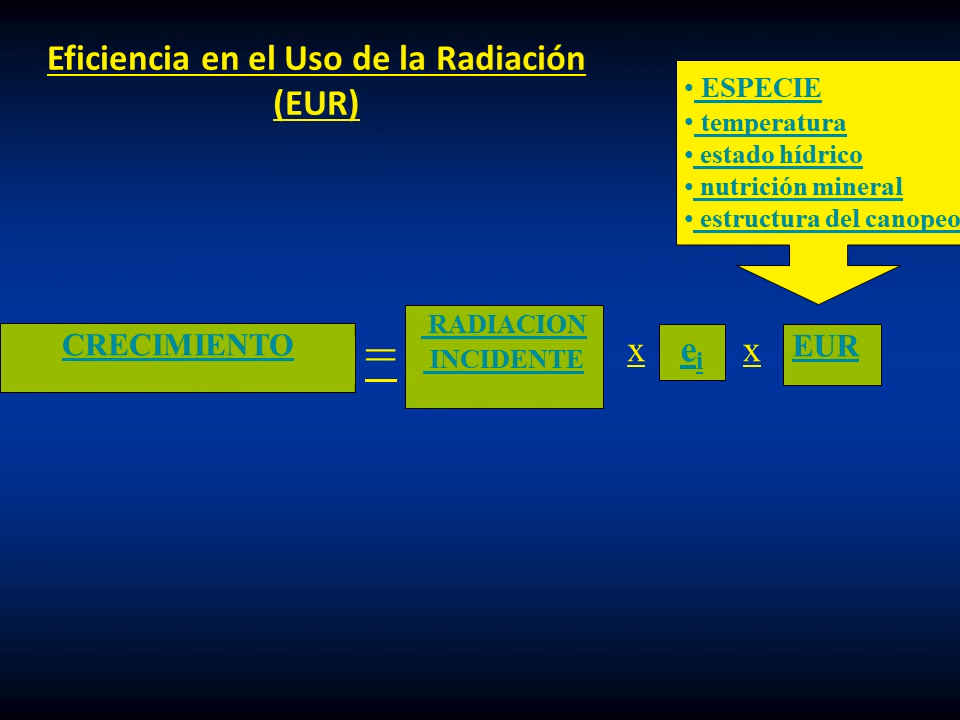 Eficiencia en el Uso de la Radiación
(EUR)
• ESPECIE
• temperatura
• estado hídrico
• nutrición mineral
• estructura del canopeo
CRECIMIENTO
=
RADIACION
INCIDENTE
x
ei
x
EUR